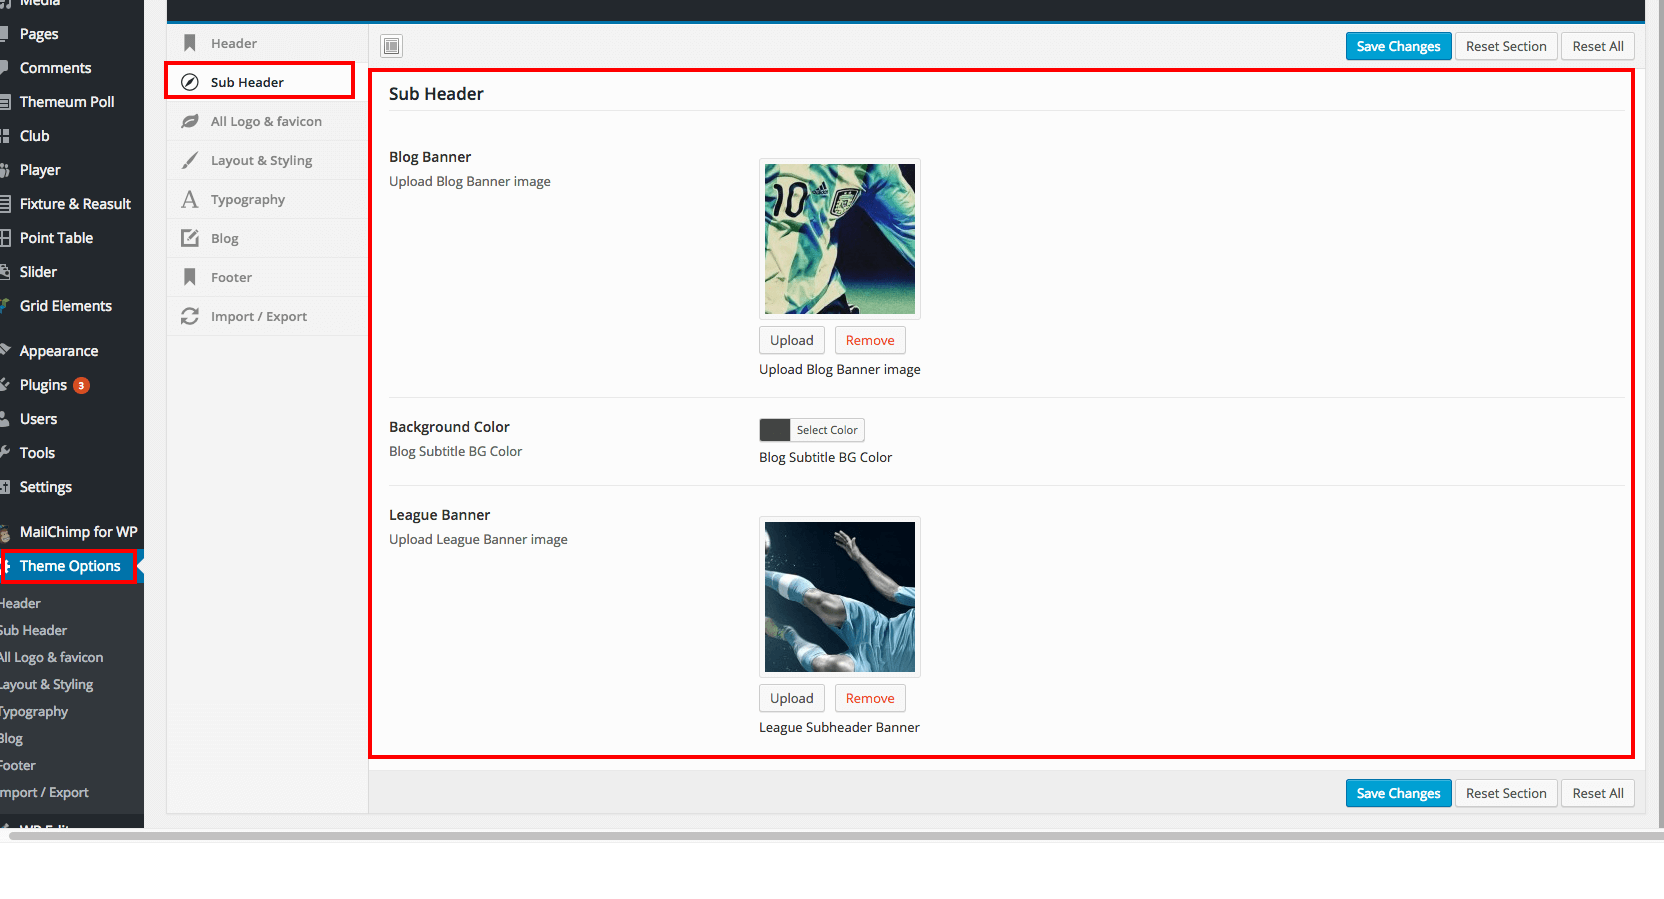 Media
Pages
Comments
Themeum Poll
Club
Player
Fixture & Reasult
Point Table
Slider
Grid Elements
Appearance
Plugins 3
Users
Tools
Settings
MailChimp for WP
Theme Options
Header
Sub Header
All Logo & favicon
Layout & Styling
Typography
Blog
Footer
Import / Export
Header
Sub Header
All Logo & favicon
Layout & Styling
Typography
Blog
Footer
Import / Export
Save Changes Reset Section Reset All
Sub Header
Blog Banner
Upload Blog Banner image
10
adidas
Upload Remove
Upload Blog Banner image
Background Color
Blog Subtitle BG Color
Select Color
Blog Subtitle BG Color
League Banner
Upload League Banner image
Upload Remove
League Subheader Banner
Save Changes Reset Section Reset All